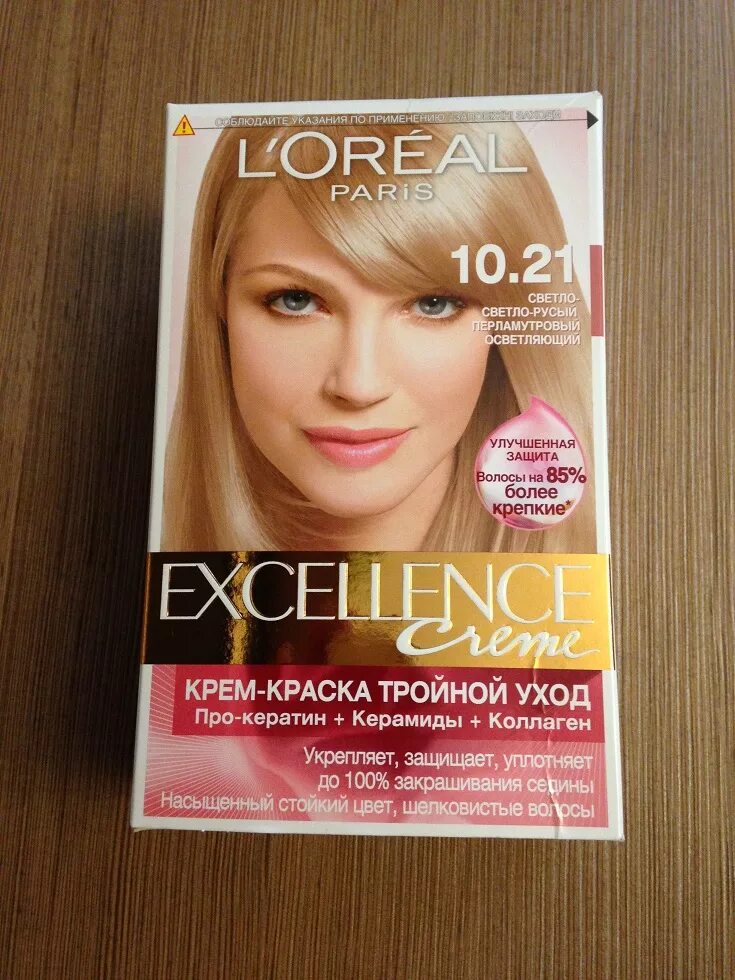 СОБЛЮДАЙТЕ УКАЗАНИЯ ПО ПРИМЕНЕНИЮ
L'ORÉAL
PARiS
10.21
СВЕТЛО-
СВЕТЛО-РУСЫЙ
ПЕРЛАМУТРОВЫЙ
ОСВЕТЛЯЮЩИЙ
УЛУЧШЕННАЯ
ЗАЩИТА
Волосы на 85%
более
крепкие*
EXCELLENCE
Creme
КРЕМ-КРАСКА ТРОЙНОЙ УХОД
Про-кератин + Керамиды + Коллаген
Укрепляет, защищает, уплотняет
до 100% закрашивания седины
Насыщенный стойкий цвет, шелковистые волосы